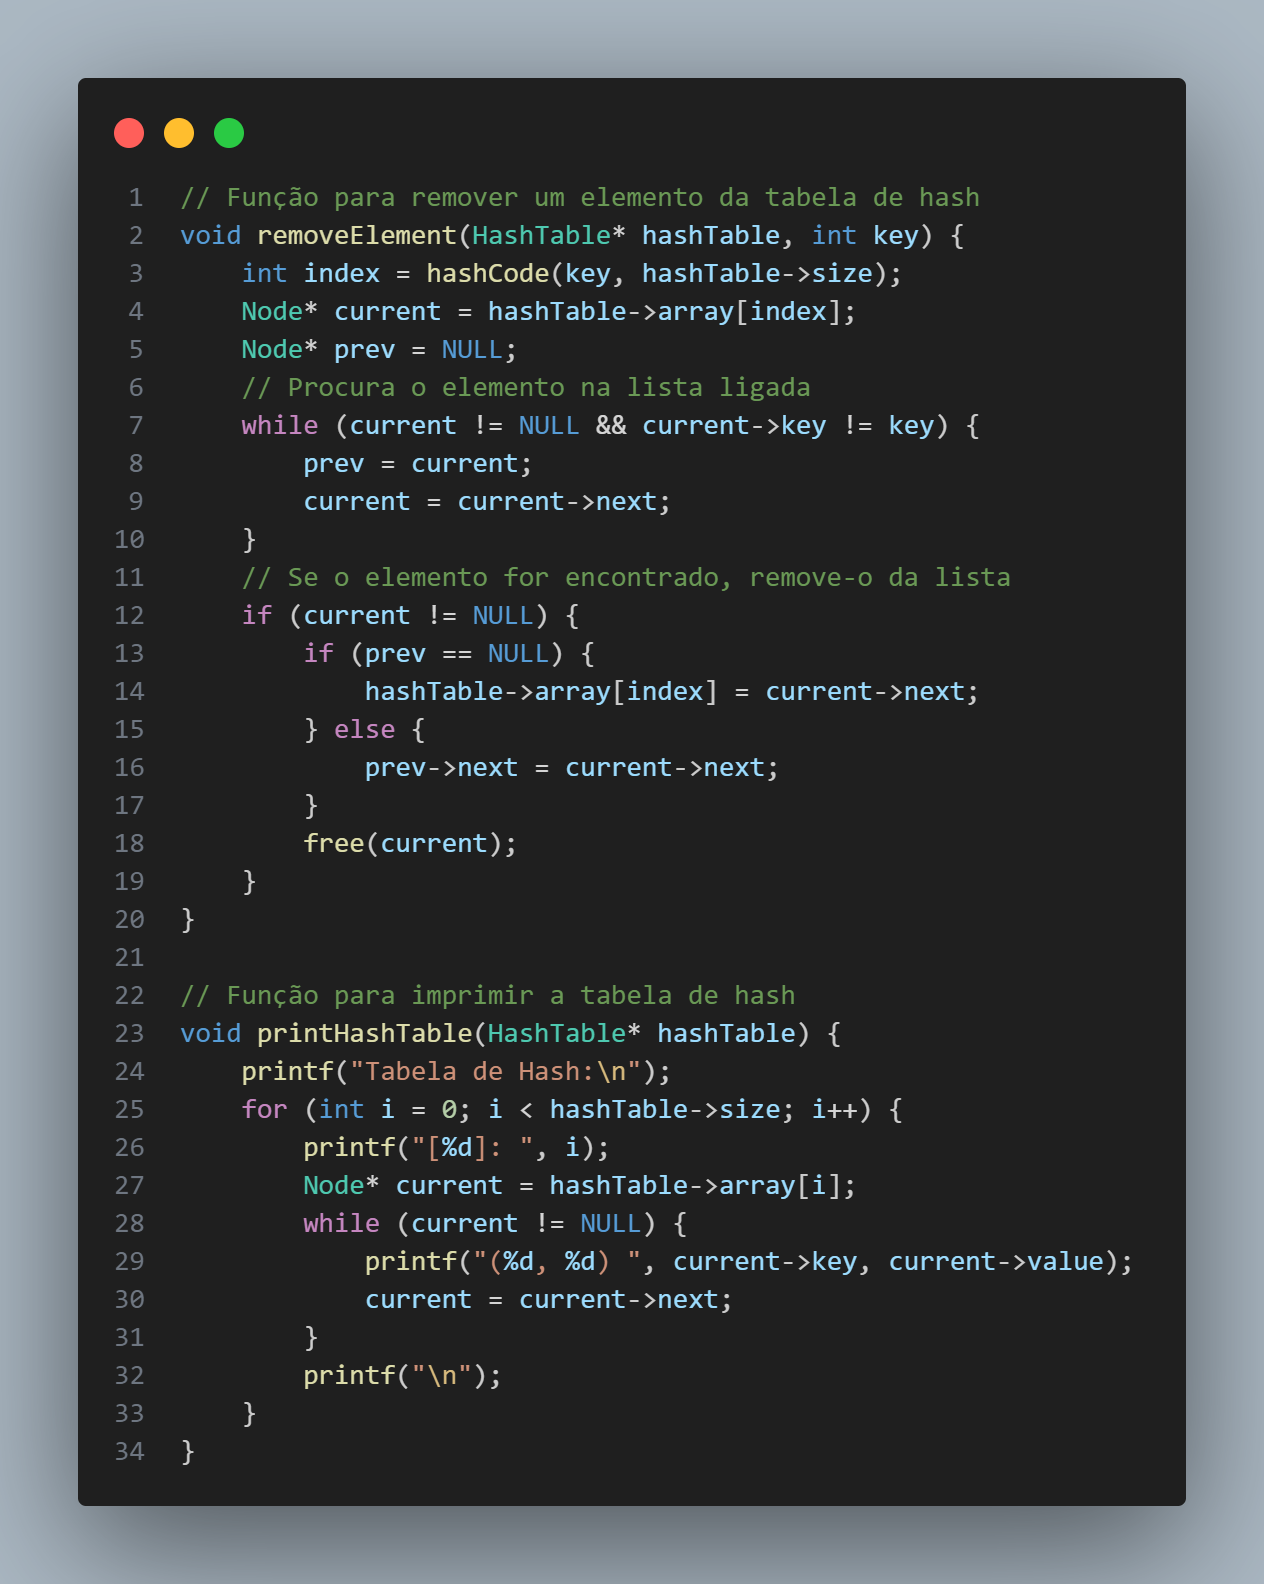 1 // Função para remover um elemento da tabela de hash
2 void removeElement(HashTable* hashTable, int key) {
3     int index = hashCode(key, hashTable->size);
4     Node* current = hashTable->array[index];
5     Node* prev = NULL;
6     // Procura o elemento na lista ligada
7     while (current != NULL && current->key != key) {
8         prev = current;
9         current = current->next;
10     }
11     // Se o elemento for encontrado, remove-o da lista
12     if (current != NULL) {
13         if (prev == NULL) {
14             hashTable->array[index] = current->next;
15         } else {
16             prev->next = current->next;
17         }
18         free(current);
19     }
20 }
21
22 // Função para imprimir a tabela de hash
23 void printHashTable(HashTable* hashTable) {
24     printf("Tabela de Hash:\n");
25     for (int i = 0; i < hashTable->size; i++) {
26         printf("[%d]: ", i);
27         Node* current = hashTable->array[i];
28         while (current != NULL) {
29             printf("(%d, %d) ", current->key, current->value);
30             current = current->next;
31         }
32         printf("\n");
33     }
34 }